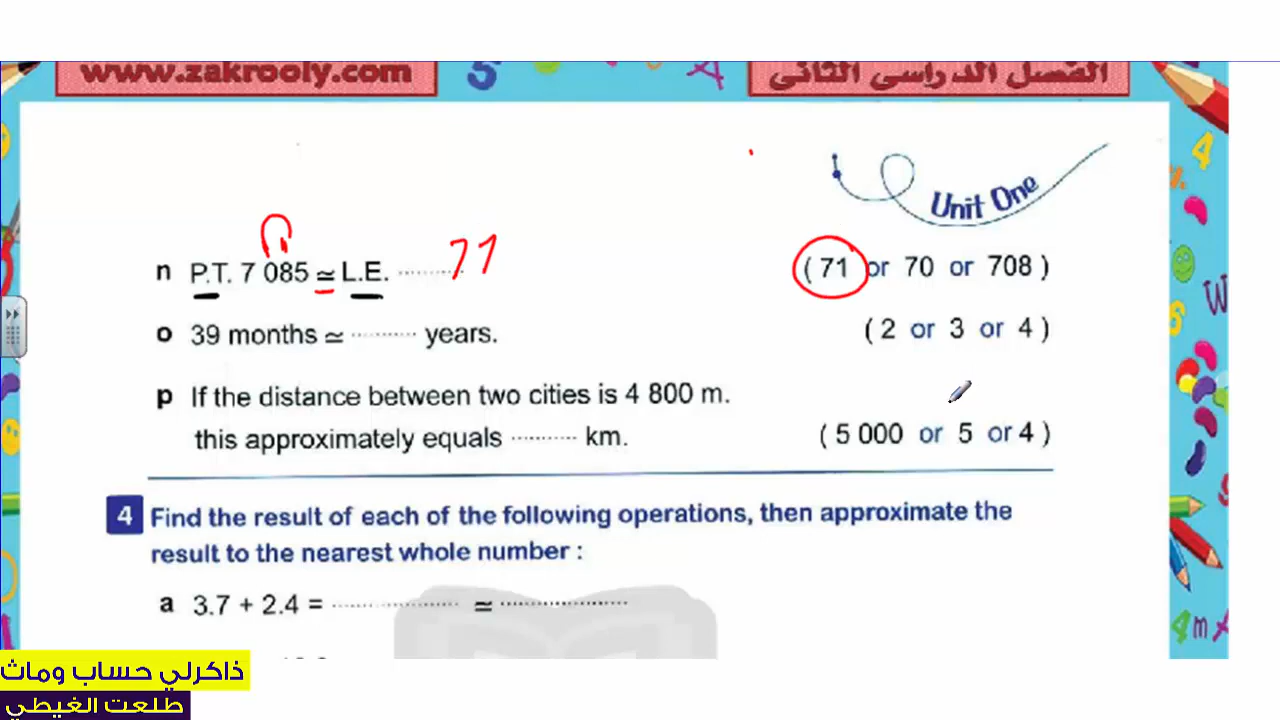 www.zakrooly.com
الفصل الدراسى الثانى
Unit One
n P.T. 7 085 ≃ L.E. ........ 71 ( 71 or 70 or 708 )
o 39 months ≃ ......... years. ( 2 or 3 or 4 )
p If the distance between two cities is 4 800 m.
this approximately equals ......... km. ( 5 000 or 5 or 4 )
4 Find the result of each of the following operations, then approximate the
result to the nearest whole number :
a 3.7 + 2.4 = .................. ≃ ..................
ذاكرلي حساب وماث
طلعت الغيطي